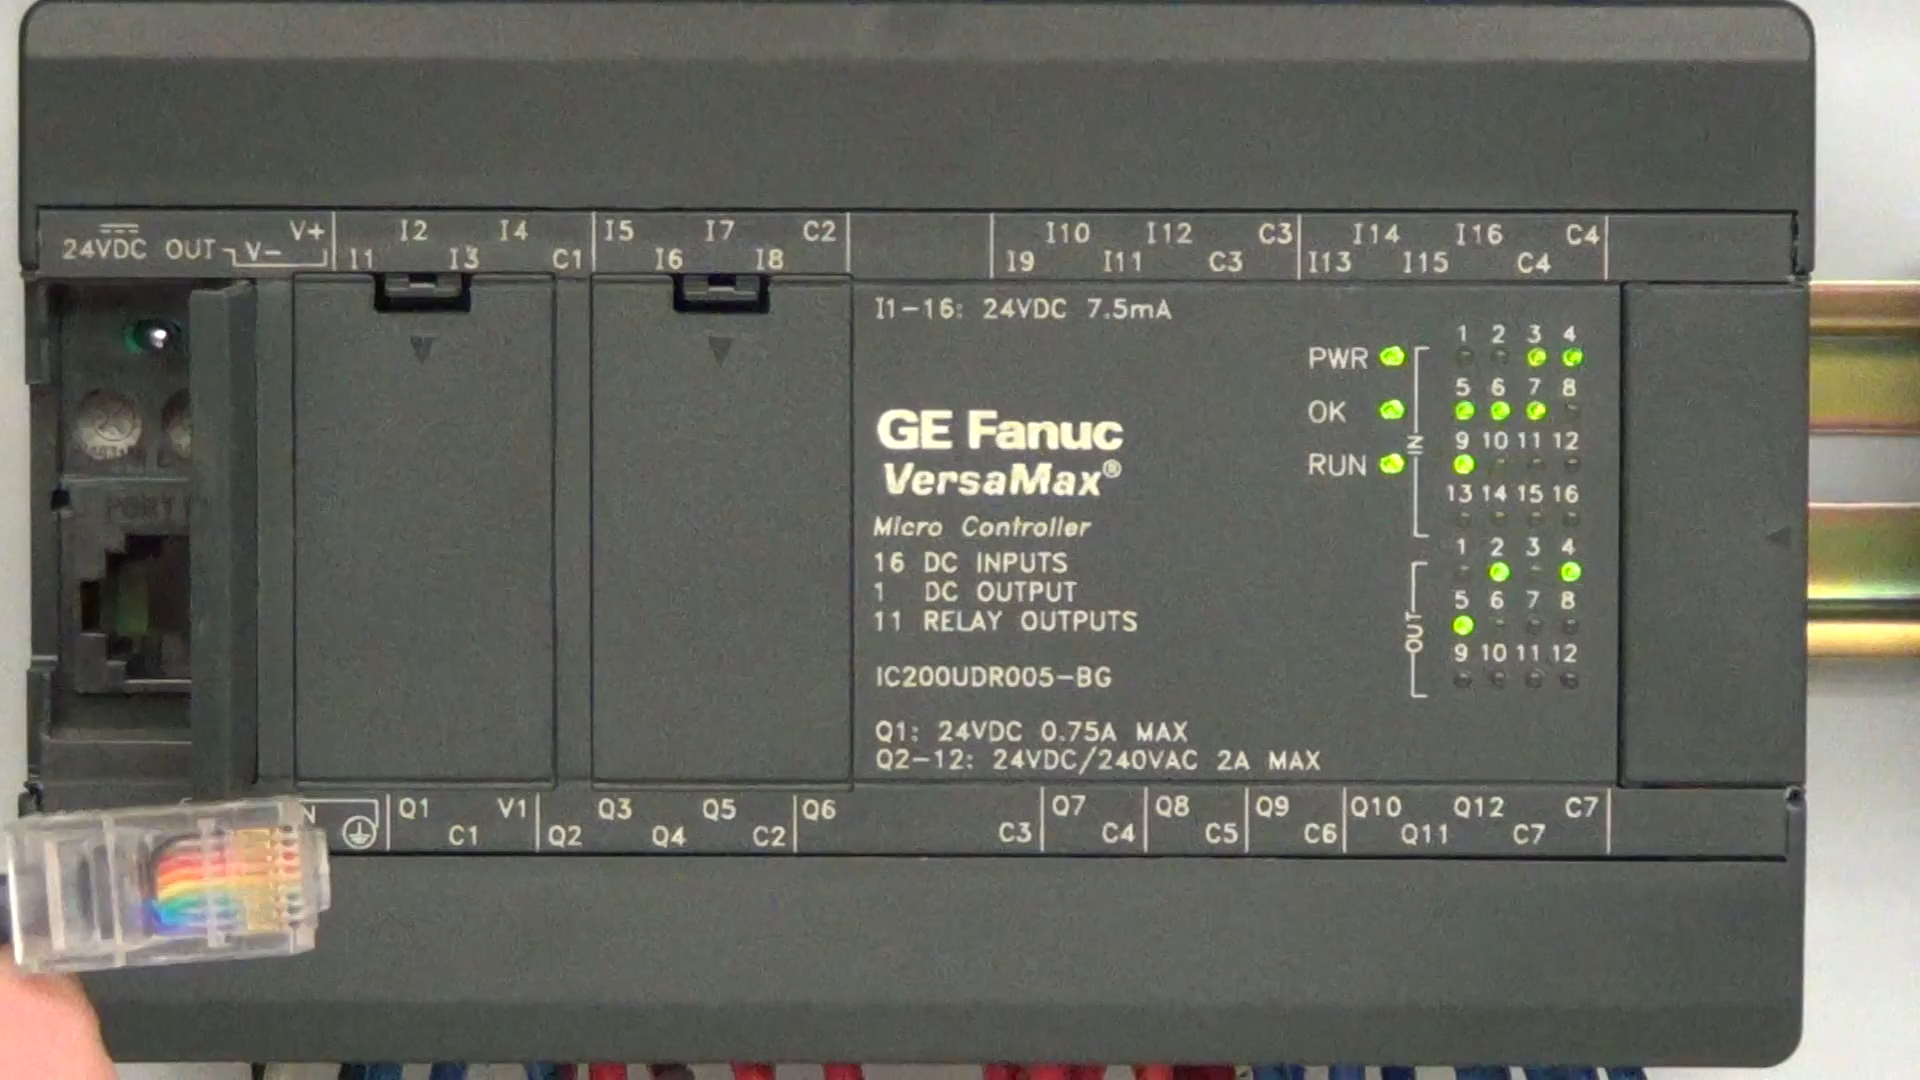 24VDC OUT V- V+
I1 I2 I3 I4 C1
I5 I6 I7 I8 C2
I9 I10 I11 I12 C3 C3
I13 I14 I15 I16 C4 C4
PORT
I1-16: 24VDC 7.5mA
GE Fanuc
VersaMax®
Micro Controller
16 DC INPUTS
1 DC OUTPUT
11 RELAY OUTPUTS
IC200UDR005-BG
Q1: 24VDC 0.75A MAX
Q2-12: 24VDC/240VAC 2A MAX
PWR
OK
RUN
IN
1 2 3 4
5 6 7 8
9 10 11 12
13 14 15 16
OUT
1 2 3 4
5 6 7 8
9 10 11 12
N
Q1 C1 V1
Q2 Q3 Q4 Q5 C2
Q6 C3
Q7 C4
Q8 C5
Q9 C6
Q10 Q11 Q12 C7 C7